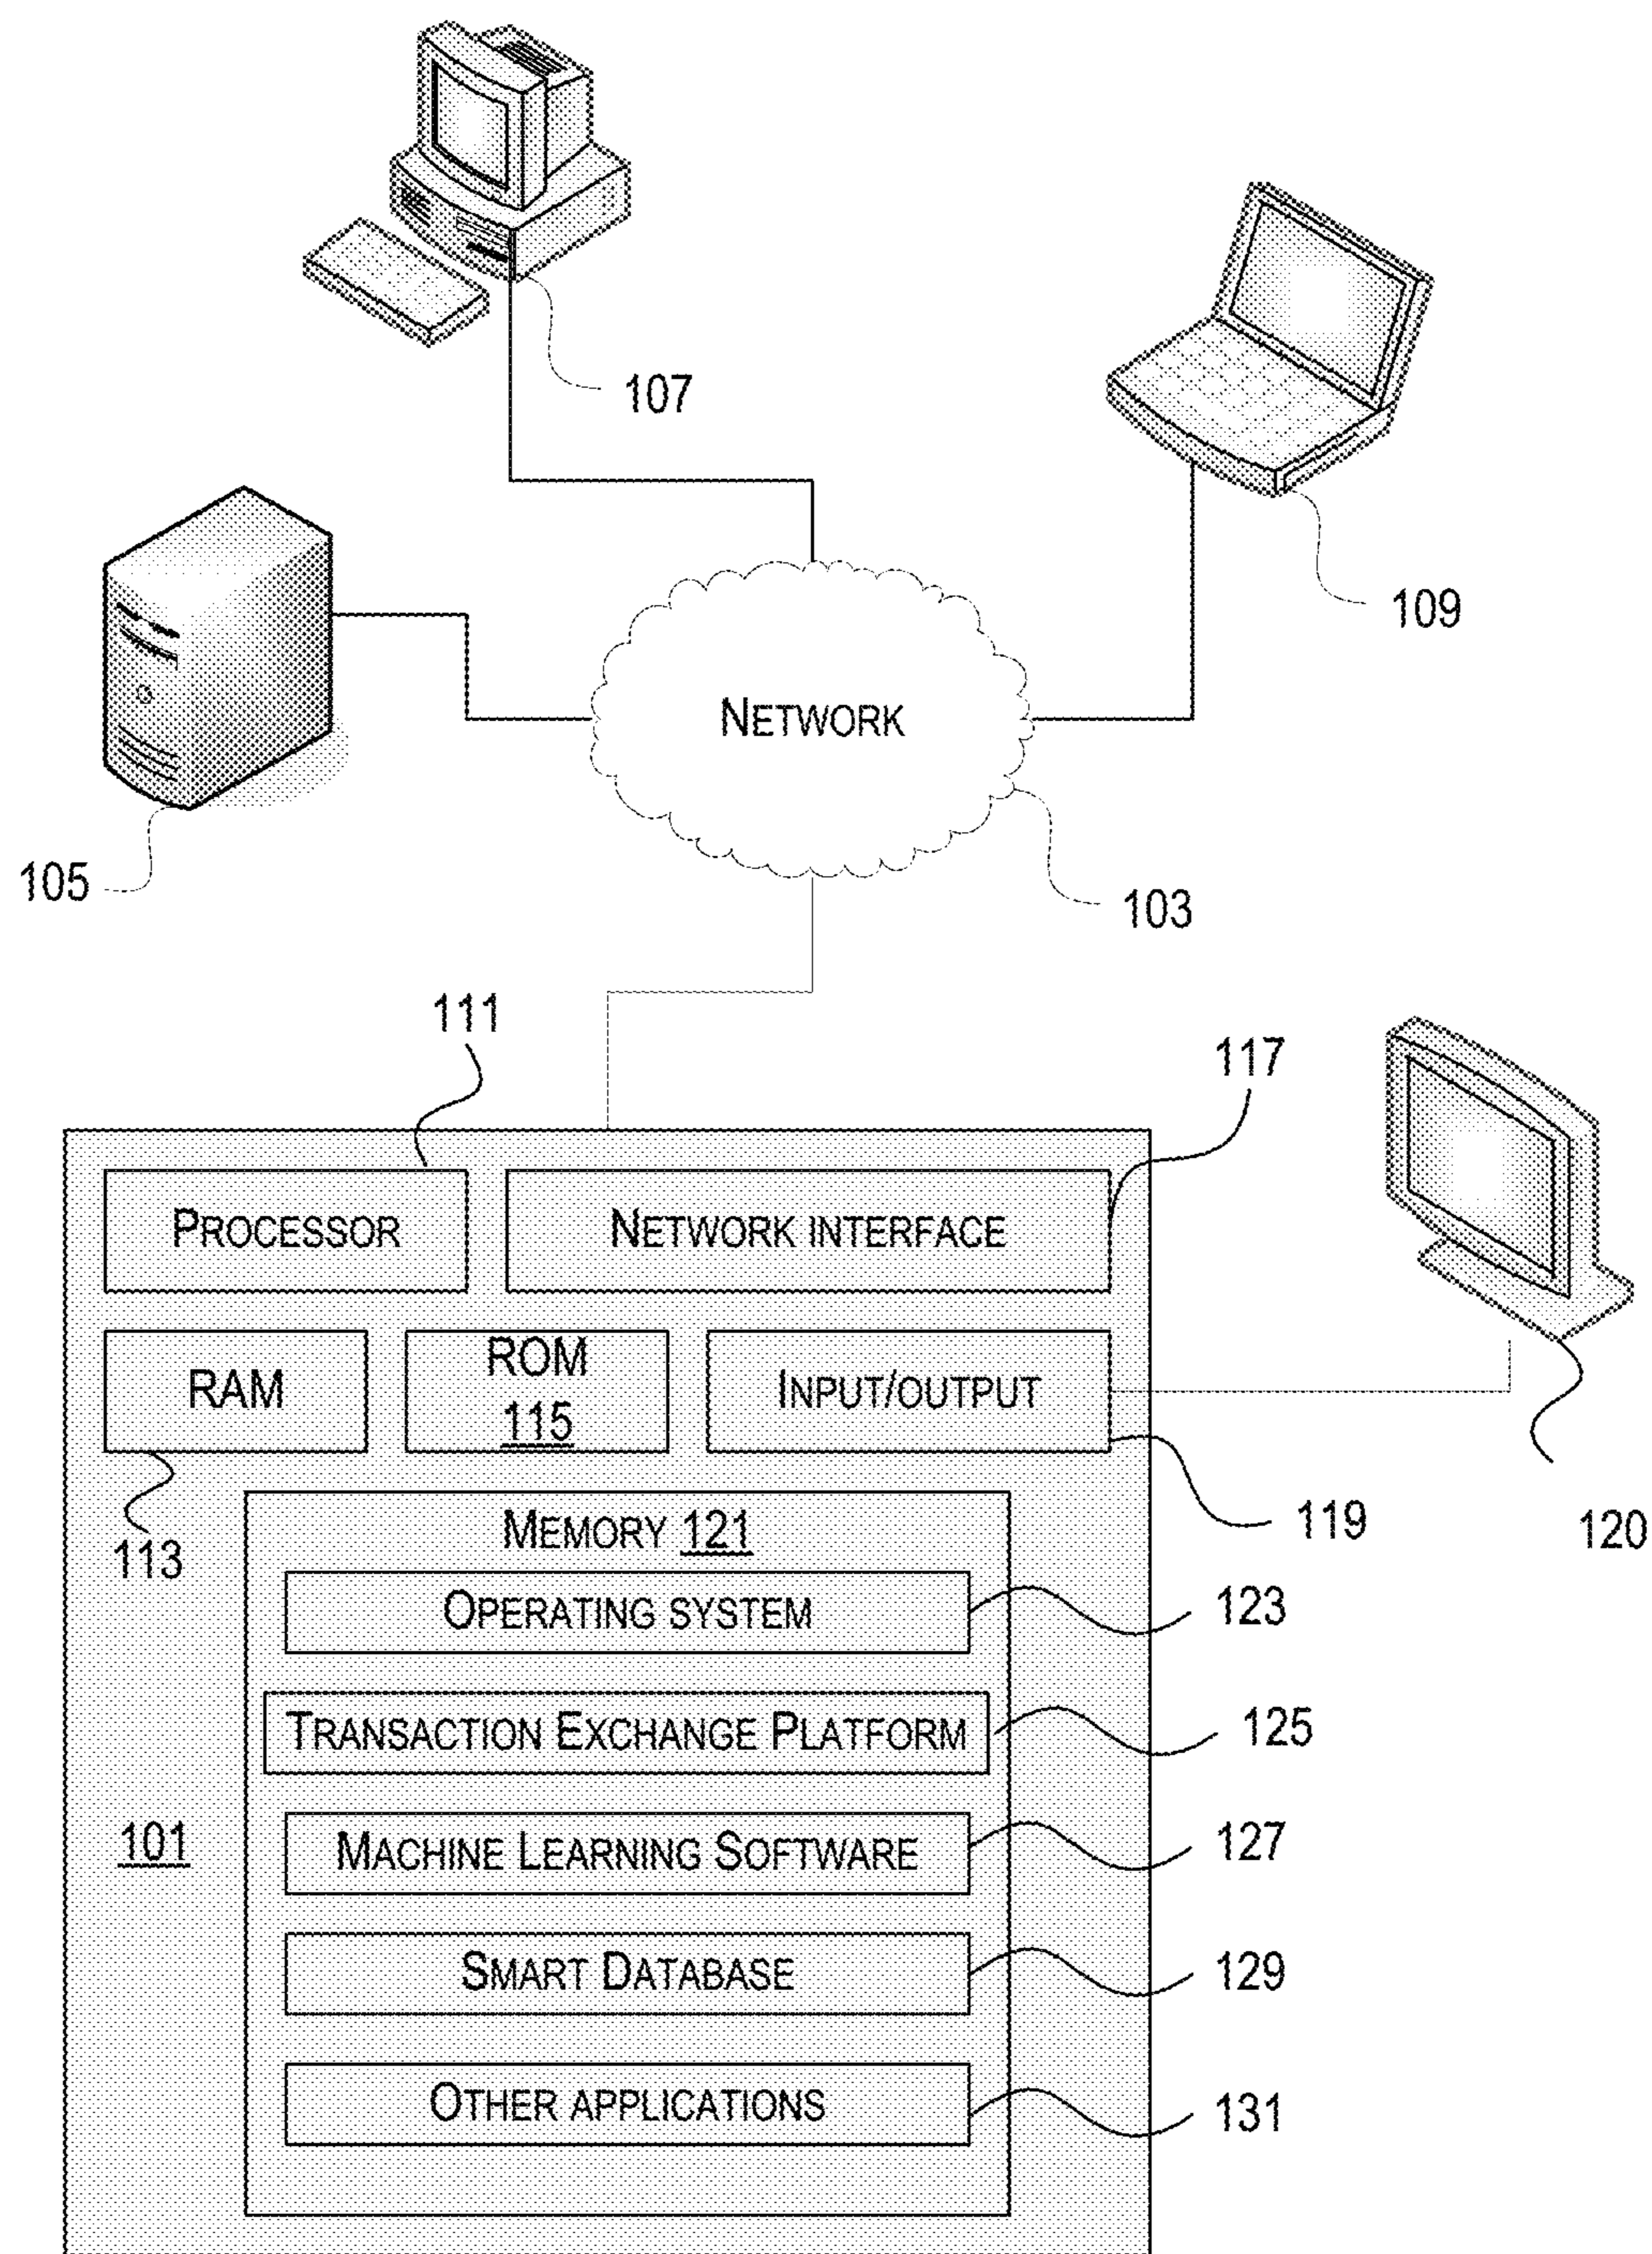 107
109
NETWORK
105
103
111
117
PROCESSOR
NETWORK INTERFACE
RAM
ROM
115
INPUT/OUTPUT
113
119
120
MEMORY 121
OPERATING SYSTEM
123
TRANSACTION EXCHANGE PLATFORM
125
101
MACHINE LEARNING SOFTWARE
127
SMART DATABASE
129
OTHER APPLICATIONS
131